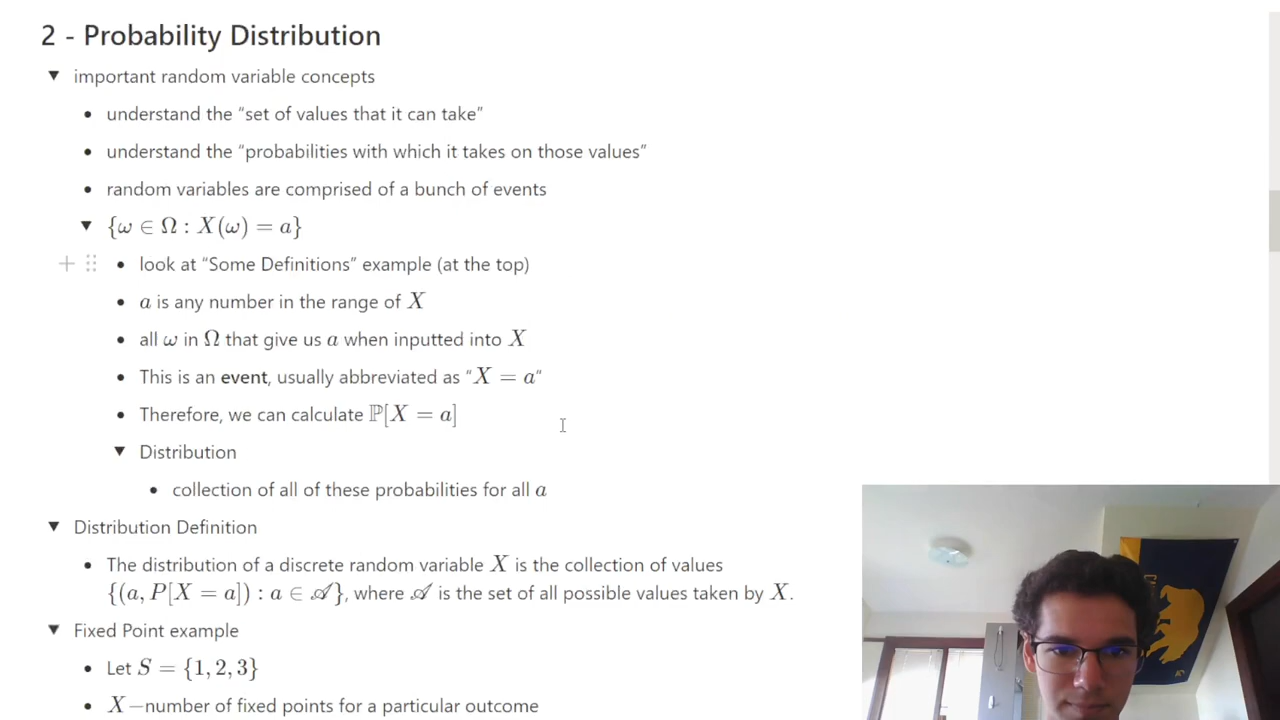 2 - Probability Distribution
important random variable concepts
understand the “set of values that it can take”
understand the “probabilities with which it takes on those values”
random variables are comprised of a bunch of events
{ω ∈ Ω : X(ω) = a}
look at “Some Definitions” example (at the top)
a is any number in the range of X
all ω in Ω that give us a when inputted into X
This is an event, usually abbreviated as “X = a“
Therefore, we can calculate ℙ[X = a]
Distribution
collection of all of these probabilities for all a
Distribution Definition
The distribution of a discrete random variable X is the collection of values
{(a, P[X = a]) : a ∈ 𝒜}, where 𝒜 is the set of all possible values taken by X.
Fixed Point example
Let S = {1, 2, 3}
X−number of fixed points for a particular outcome